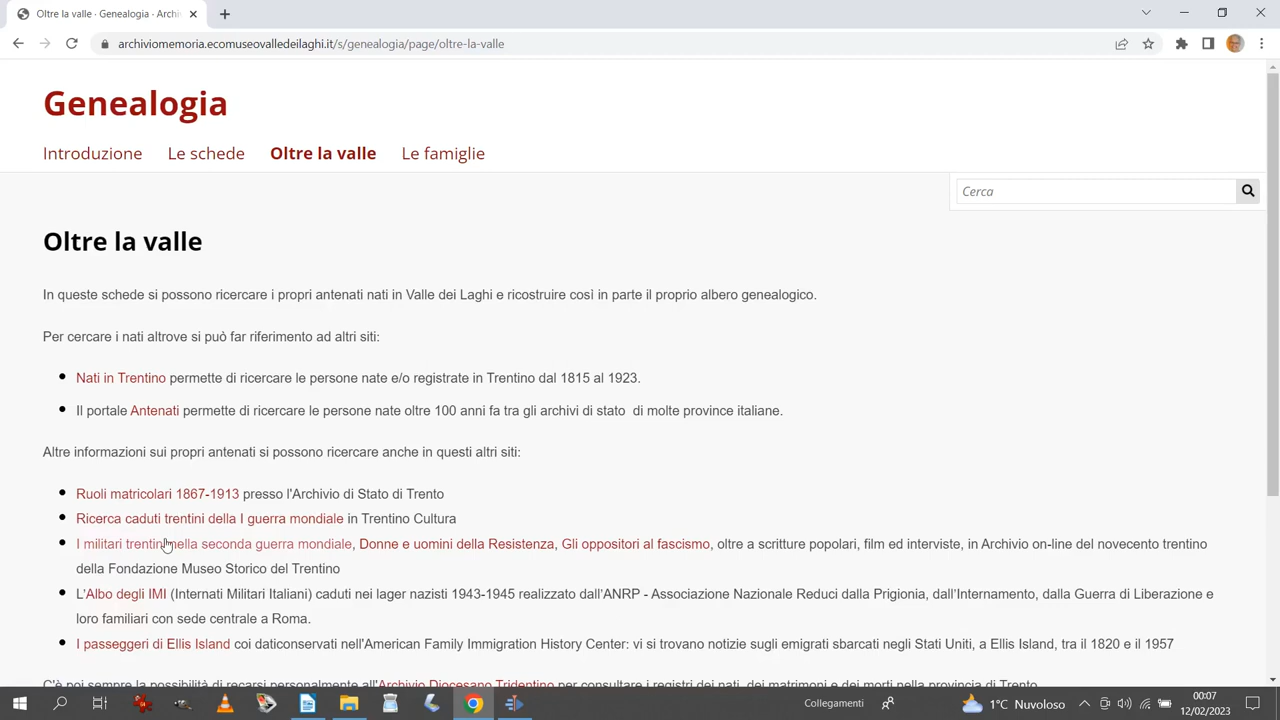 Oltre la valle · Genealogia · Archi
archiviomemoria.ecomuseovalledeilaghi.it/s/genealogia/page/oltre-la-valle
Genealogia
Introduzione Le schede Oltre la valle Le famiglie
Cerca
Oltre la valle
In queste schede si possono ricercare i propri antenati nati in Valle dei Laghi e ricostruire così in parte il proprio albero genealogico.
Per cercare i nati altrove si può far riferimento ad altri siti:
Nati in Trentino permette di ricercare le persone nate e/o registrate in Trentino dal 1815 al 1923.
Il portale Antenati permette di ricercare le persone nate oltre 100 anni fa tra gli archivi di stato di molte province italiane.
Altre informazioni sui propri antenati si possono ricercare anche in questi altri siti:
Ruoli matricolari 1867-1913 presso l'Archivio di Stato di Trento
Ricerca caduti trentini della I guerra mondiale in Trentino Cultura
I militari trentini nella seconda guerra mondiale, Donne e uomini della Resistenza, Gli oppositori al fascismo, oltre a scritture popolari, film ed interviste, in Archivio on-line del novecento trentino
della Fondazione Museo Storico del Trentino
L'Albo degli IMI (Internati Militari Italiani) caduti nei lager nazisti 1943-1945 realizzato dall'ANRP - Associazione Nazionale Reduci dalla Prigionia, dall'Internamento, dalla Guerra di Liberazione e
loro familiari con sede centrale a Roma.
I passeggeri di Ellis Island coi daticonservati nell'American Family Immigration History Center: vi si trovano notizie sugli emigrati sbarcati negli Stati Uniti, a Ellis Island, tra il 1820 e il 1957
C'è poi sempre la possibilità di recarsi personalmente all'Archivio Diocesano Tridentino per consultare i registri dei nati, dei matrimoni e dei morti nella provincia di Trento.
Collegamenti
1°C Nuvoloso
00:07
12/02/2023